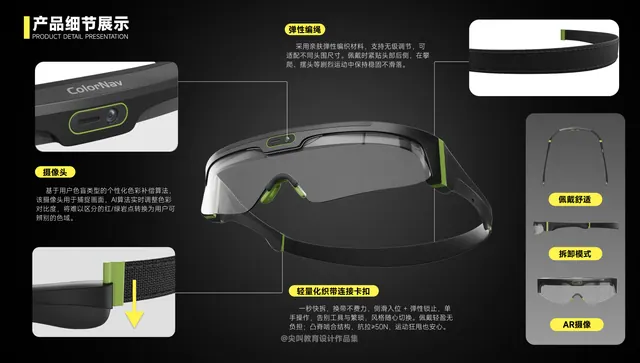 产品细节展示
PRODUCT DETAIL PRESENTATION
ColorNav
摄像头
基于用户色盲类型的个性化色彩补偿算法，
该摄像头用于捕捉画面，AI算法实时调整色彩
对比度，将难以区分的红/绿岩点转换为用户可
辨别的色域。
弹性编绳
采用亲肤弹性编织材料，支持无级调节，可
适配不同头围尺寸。佩戴时紧贴头部后侧，在攀
爬、摆头等剧烈运动中保持稳固不滑落。
轻量化织带连接卡扣
一秒快拆，换带不费力，侧滑入位 + 弹性锁止，单
手操作，告别工具与繁琐，风格随心切换。佩戴轻盈无
负担；凸脊啮合结构，抗拉≥50N，运动狂甩也安心。
佩戴舒适
拆卸模式
AR摄像
@尖叫教育设计作品集